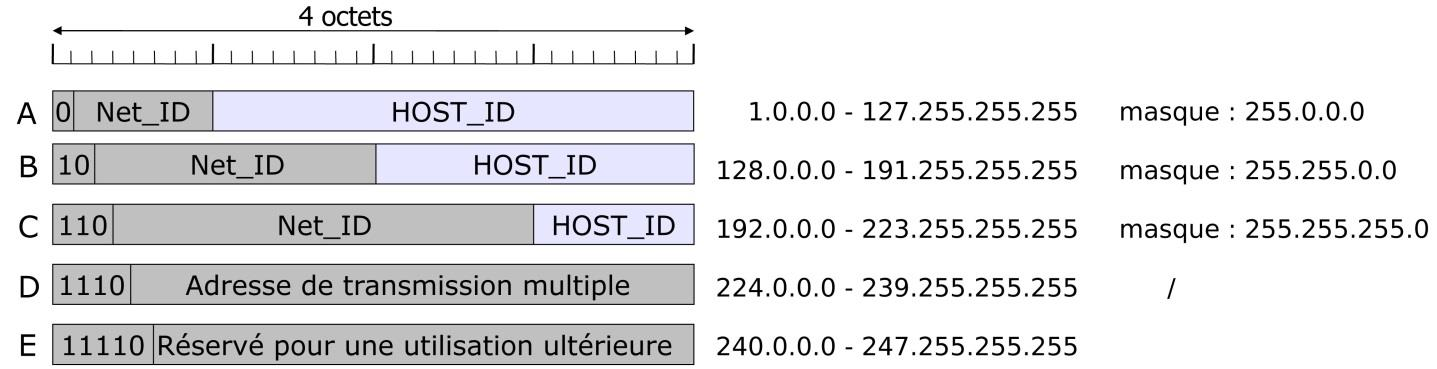 4 octets
A 0 Net_ID HOST_ID 1.0.0.0 - 127.255.255.255 masque : 255.0.0.0
B 10 Net_ID HOST_ID 128.0.0.0 - 191.255.255.255 masque : 255.255.0.0
C 110 Net_ID HOST_ID 192.0.0.0 - 223.255.255.255 masque : 255.255.255.0
D 1110 Adresse de transmission multiple 224.0.0.0 - 239.255.255.255 /
E 11110 Réservé pour une utilisation ultérieure 240.0.0.0 - 247.255.255.255